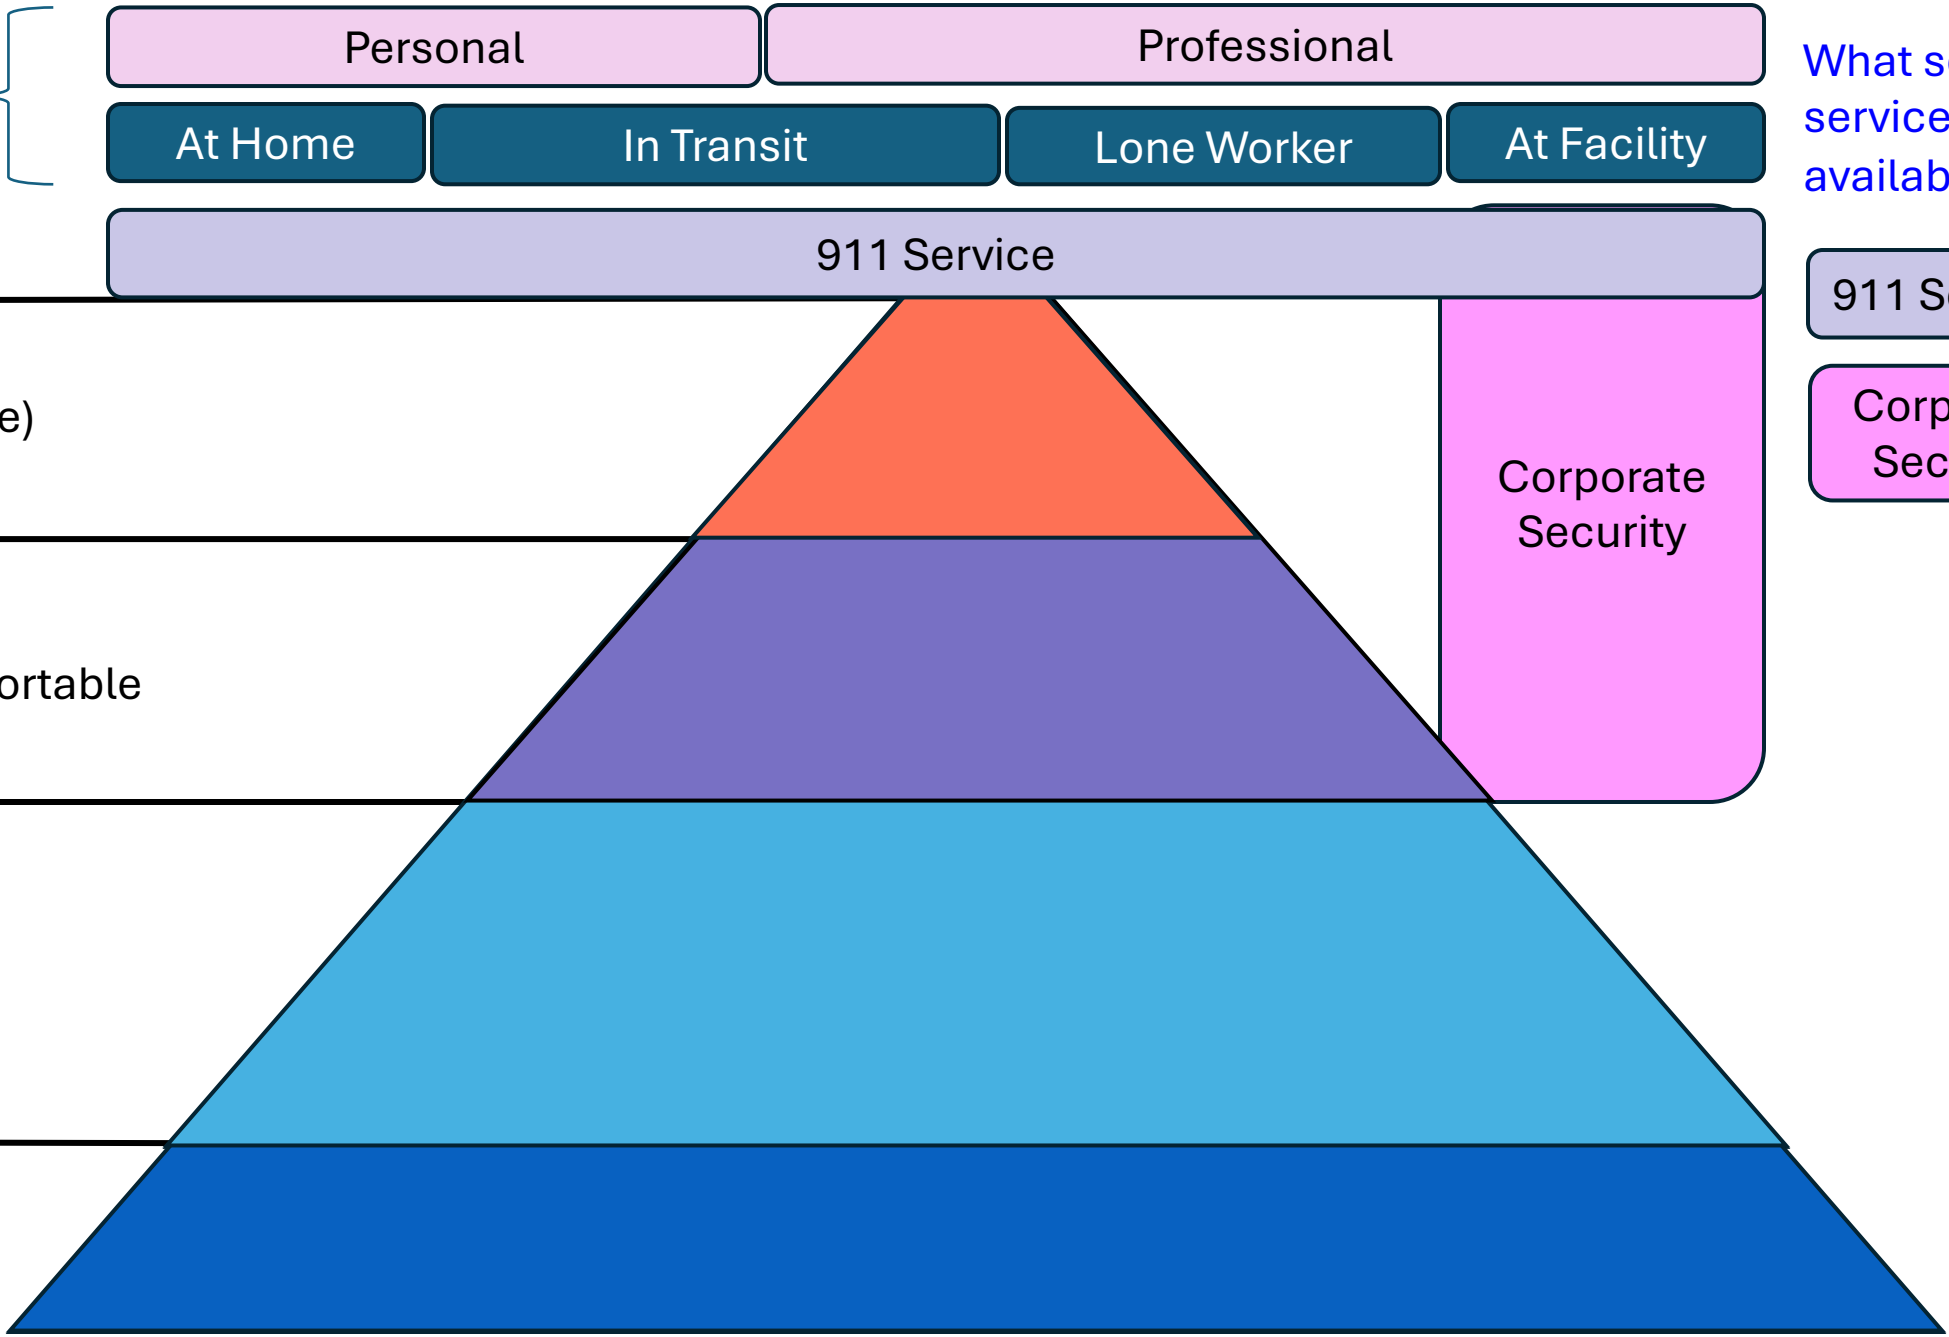 Personal
Professional
At Home
In Transit
Lone Worker
At Facility
What s
service
availab
911 Service
911 S
e)
Corporate
Security
Corp
Sec
ortable